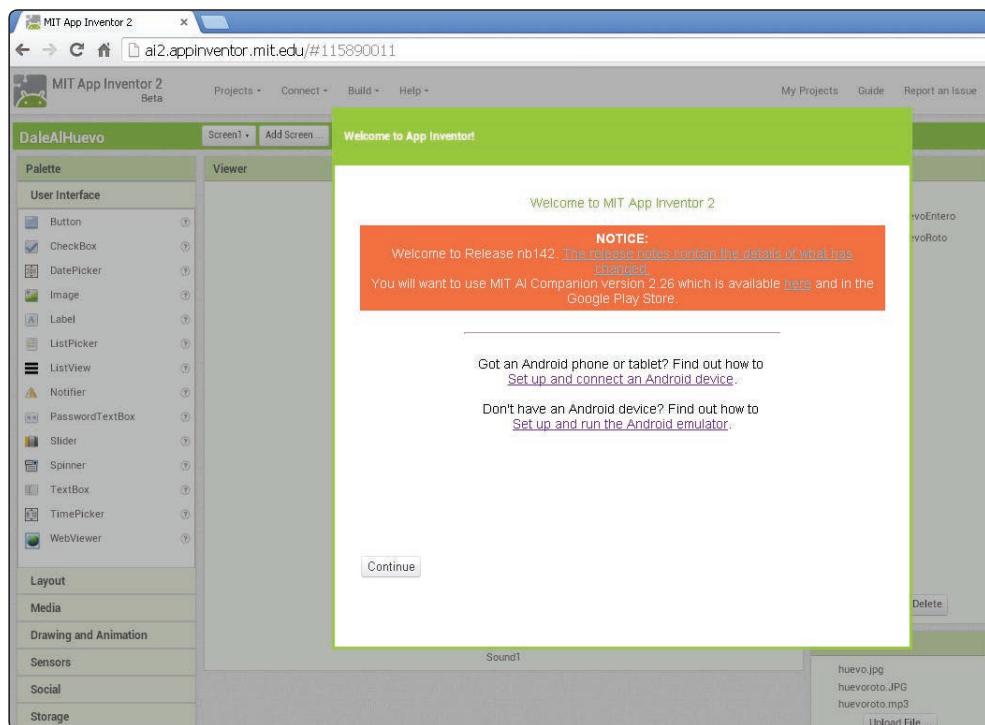 MIT App Inventor 2
ai2.appinventor.mit.edu/#115890011
MIT App Inventor 2
Beta
Projects
Connect
Build
Help
My Projects
Guide
Report an Issue
DaleAlHuevo
Screen1
Add Screen ...
Welcome to App Inventor!
Palette
Viewer
User Interface
Button
CheckBox
DatePicker
Image
Label
ListPicker
ListView
Notifier
PasswordTextBox
Slider
Spinner
TextBox
TimePicker
WebViewer
Layout
Media
Drawing and Animation
Sensors
Social
Storage
Welcome to MIT App Inventor 2
NOTICE:
Welcome to Release nb142. The release notes contain the details of what has
changed.
You will want to use MIT AI Companion version 2.26 which is available here and in the
Google Play Store.
Got an Android phone or tablet? Find out how to
Set up and connect an Android device.
Don't have an Android device? Find out how to
Set up and run the Android emulator.
Continue
Sound1
evoEntero
evoRoto
Delete
huevo.jpg
huevoroto.JPG
huevoroto.mp3
Upload File